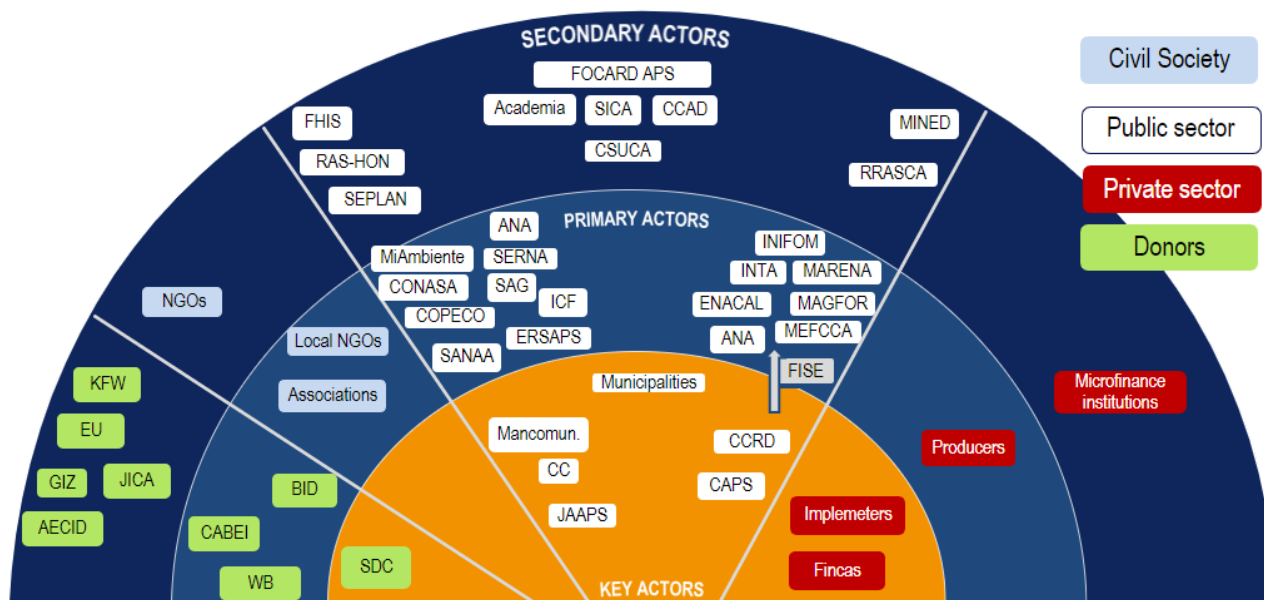 SECONDARY ACTORS
FOCARD APS
Academia
SICA
CCAD
CSUCA
FHIS
RAS-HON
SEPLAN
MINED
RRASCA
NGOs
KFW
EU
GIZ
JICA
AECID
Microfinance
institutions
PRIMARY ACTORS
ANA
MiAmbiente
SERNA
CONASA
SAG
ICF
COPECO
ERSAPS
SANAA
INIFOM
INTA
MARENA
ENACAL
MAGFOR
ANA
MEFCCA
FISE
Local NGOs
Associations
BID
CABEI
WB
Producers
Municipalities
Mancomun.
CC
JAAPS
CCRD
CAPS
SDC
Implemeters
Fincas
KEY ACTORS
Civil Society
Public sector
Private sector
Donors